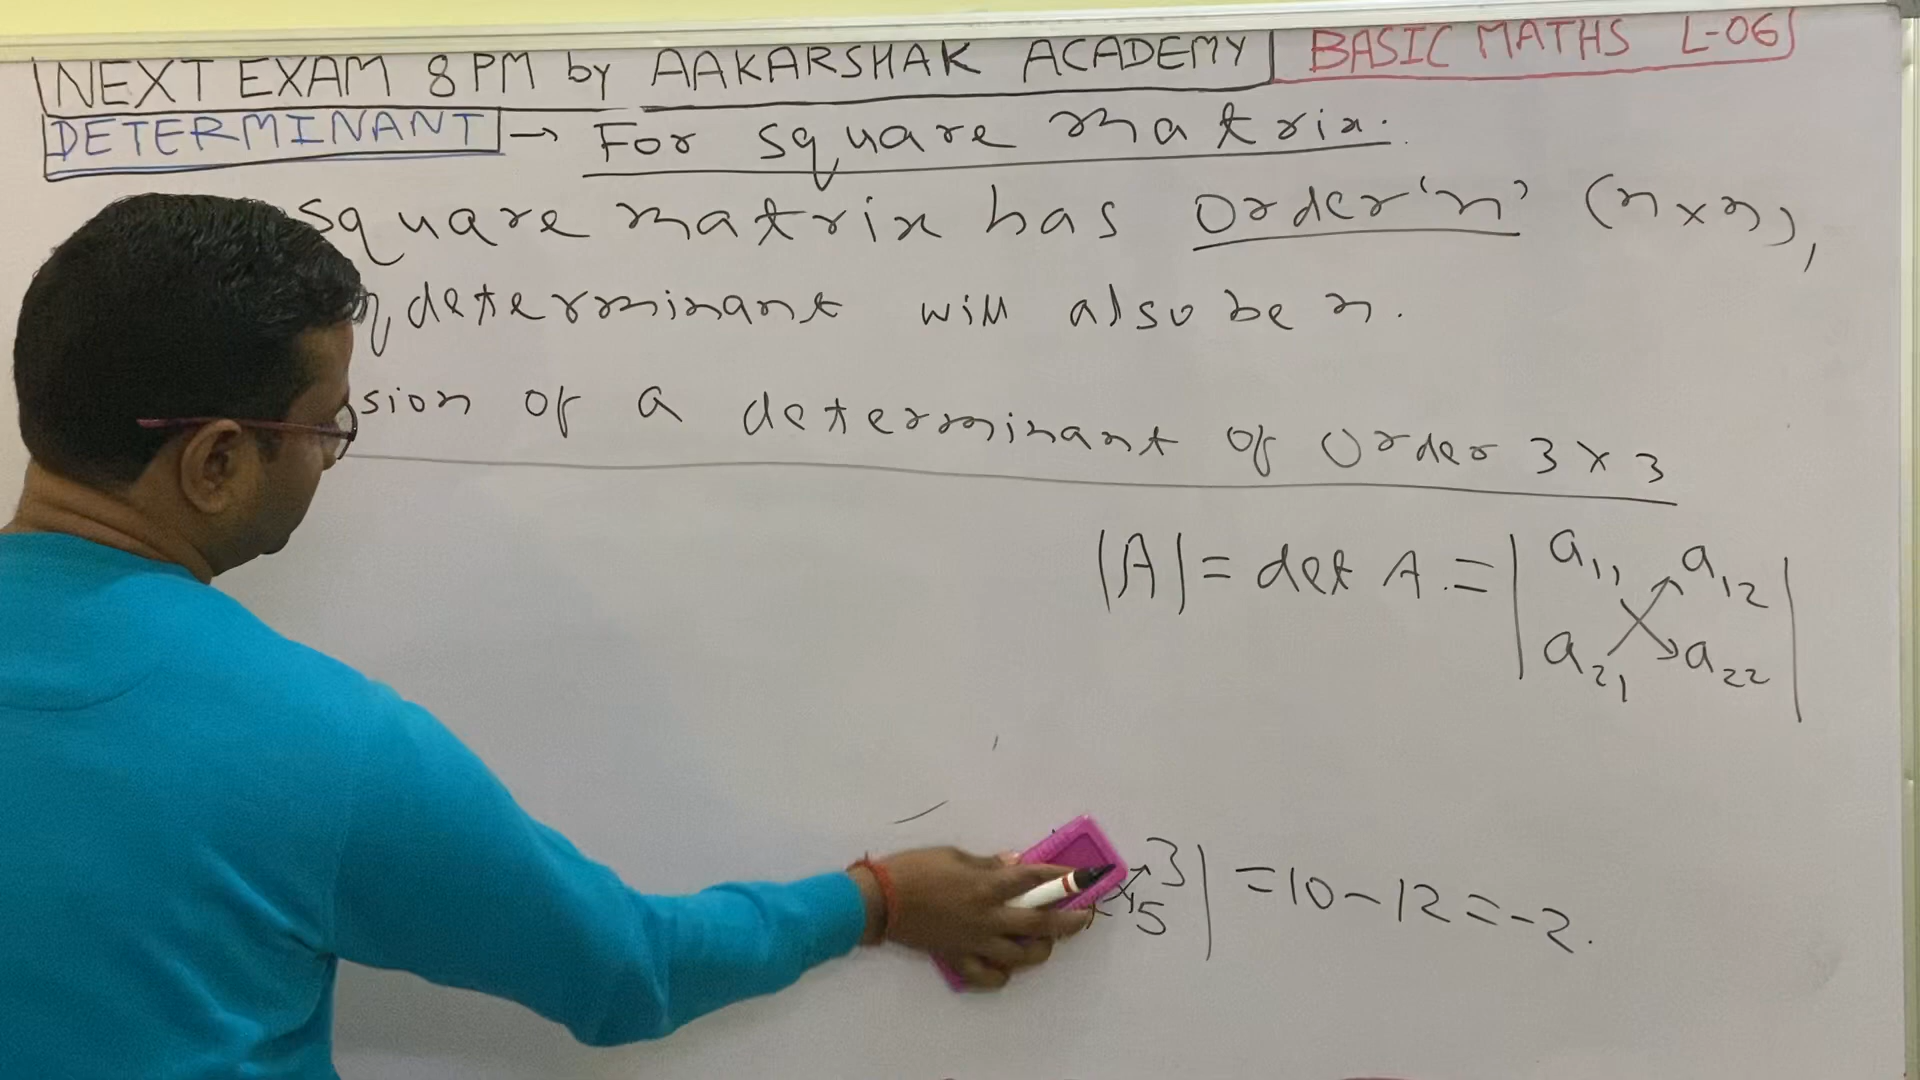 NEXT EXAM 8 PM by AAKARSHAK ACADEMY BASIC MATHS L-06
DETERMINANT → For square matrix.
square matrix has order 'n' (n×n),
determinant will also be n.
sion of a determinant of order 3×3
|A| = det A. = | a11 a12
a21 a22 |
3
5 | = 10 - 12 = -2.